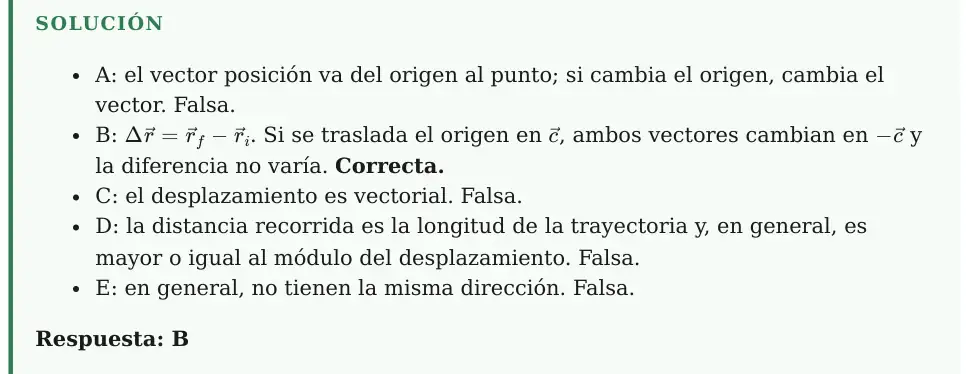 SOLUCIÓN
• A: el vector posición va del origen al punto; si cambia el origen, cambia el
vector. Falsa.
• B: Δr⃗ = r⃗_f − r⃗_i. Si se traslada el origen en c⃗, ambos vectores cambian en −c⃗ y
la diferencia no varía. Correcta.
• C: el desplazamiento es vectorial. Falsa.
• D: la distancia recorrida es la longitud de la trayectoria y, en general, es
mayor o igual al módulo del desplazamiento. Falsa.
• E: en general, no tienen la misma dirección. Falsa.
Respuesta: B